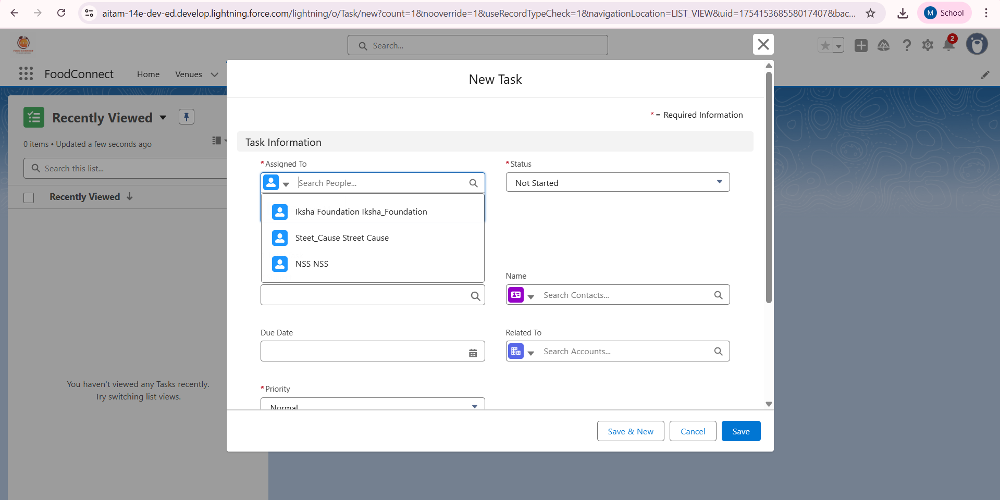 aitam-14e-dev-ed.develop.lightning.force.com/lightning/o/Task/new?count=1&nooverride=1&useRecordTypeCheck=1&navigationLocation=LIST_VIEW&uid=175415368558017407&bac...
M School
Search...
2
FoodConnect
Home
Venues
New Task
* = Required Information
Recently Viewed
0 items • Updated a few seconds ago
Search this list...
Recently Viewed
You haven't viewed any Tasks recently.
Try switching list views.
Task Information
*Assigned To
Search People...
Iksha Foundation Iksha_Foundation
Steet_Cause Street Cause
NSS NSS
*Status
Not Started
Name
Search Contacts...
Due Date
Related To
Search Accounts...
*Priority
Normal
Save & New
Cancel
Save